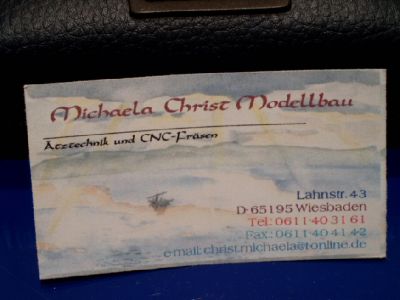 Michaela Christ Modellbau
Ätztechnik und CNC-Fräsen
Lahnstr. 43
D-65195 Wiesbaden
Tel.: 0611 40 31 61
Fax.: 0611 40 41 42
e-mail: christ.michaela@t-online.de